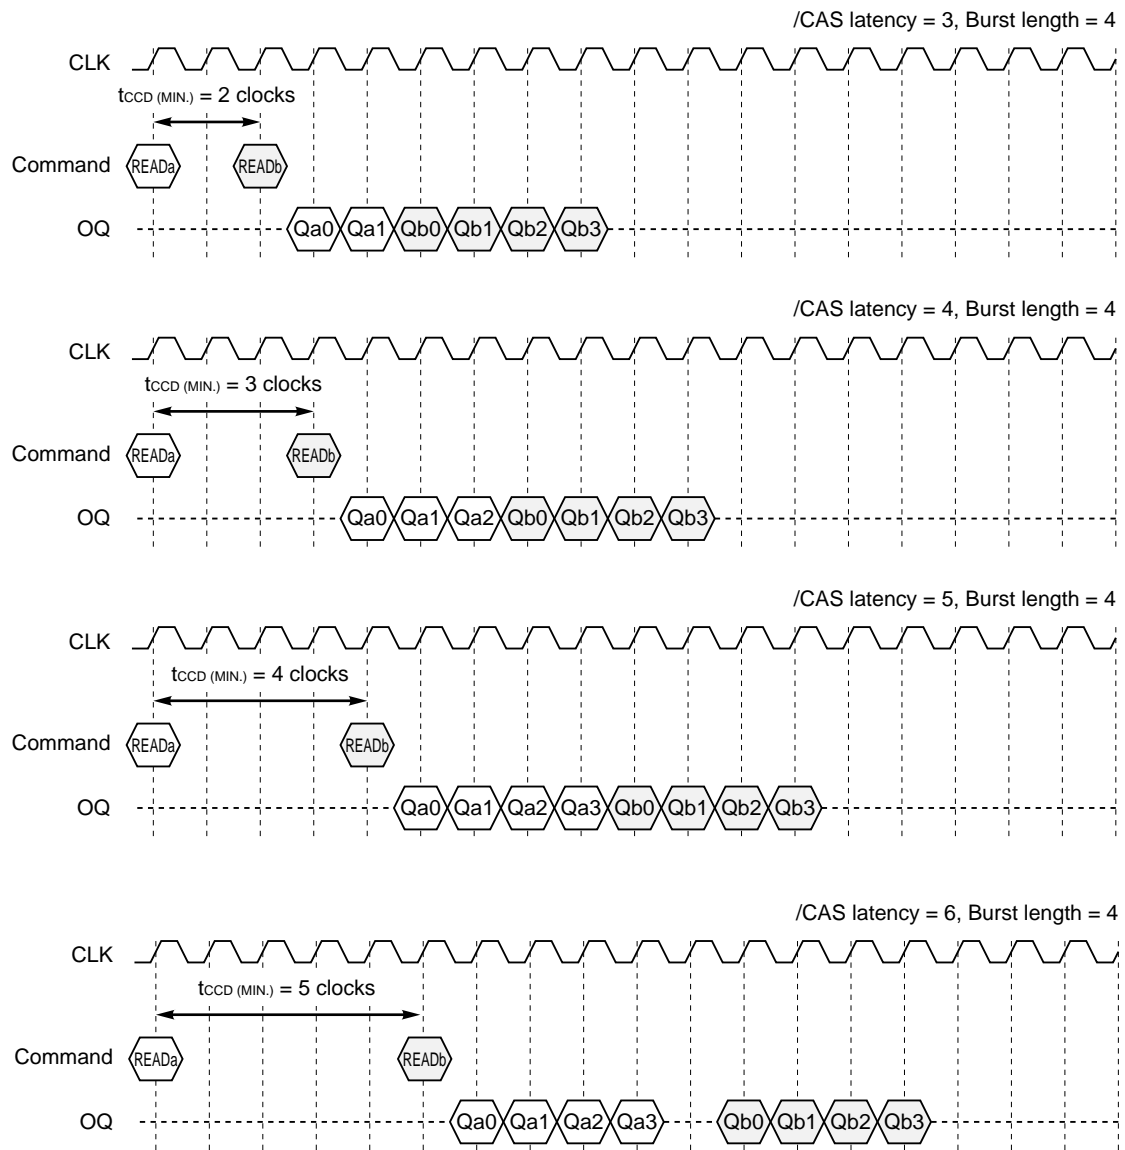 /CAS latency = 3, Burst length = 4
CLK
tCCD (MIN.) = 2 clocks
Command READa READb
OQ Qa0 Qa1 Qb0 Qb1 Qb2 Qb3
/CAS latency = 4, Burst length = 4
CLK
tCCD (MIN.) = 3 clocks
Command READa READb
OQ Qa0 Qa1 Qa2 Qb0 Qb1 Qb2 Qb3
/CAS latency = 5, Burst length = 4
CLK
tCCD (MIN.) = 4 clocks
Command READa READb
OQ Qa0 Qa1 Qa2 Qa3 Qb0 Qb1 Qb2 Qb3
/CAS latency = 6, Burst length = 4
CLK
tCCD (MIN.) = 5 clocks
Command READa READb
OQ Qa0 Qa1 Qa2 Qa3 Qb0 Qb1 Qb2 Qb3